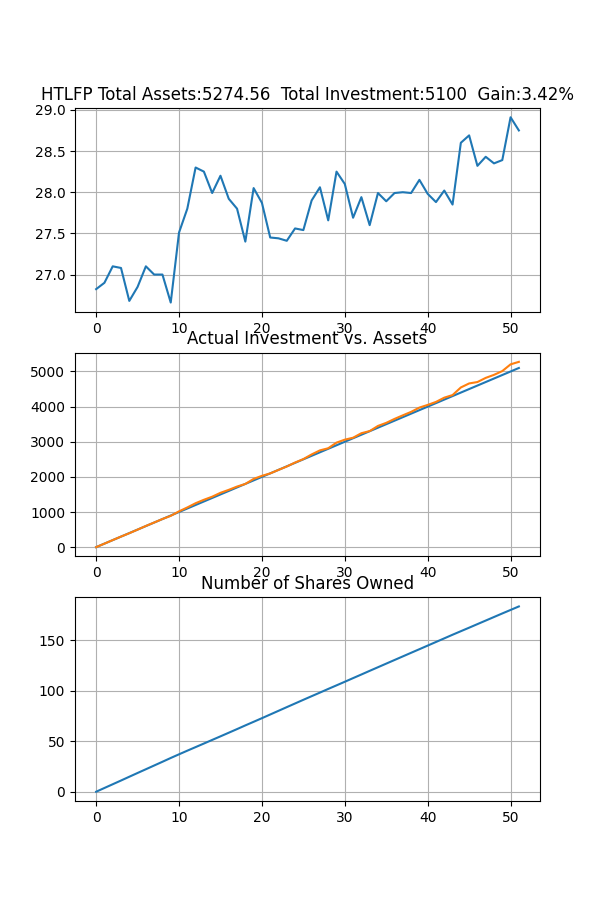 HTLFP Total Assets:5274.56  Total Investment:5100  Gain:3.42%
29.0
28.5
28.0
27.5
27.0
0 10 20 30 40 50
Actual Investment vs. Assets
5000
4000
3000
2000
1000
0
0 10 20 30 40 50
Number of Shares Owned
150
100
50
0
0 10 20 30 40 50